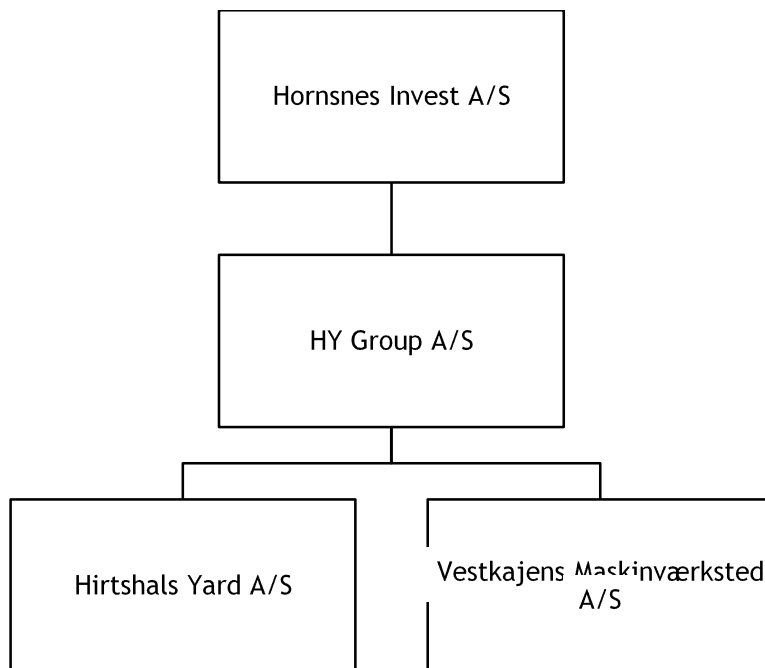 Hornsnes Invest A/S
HY Group A/S
Hirtshals Yard A/S
Vestkajens Maskinværksted
A/S